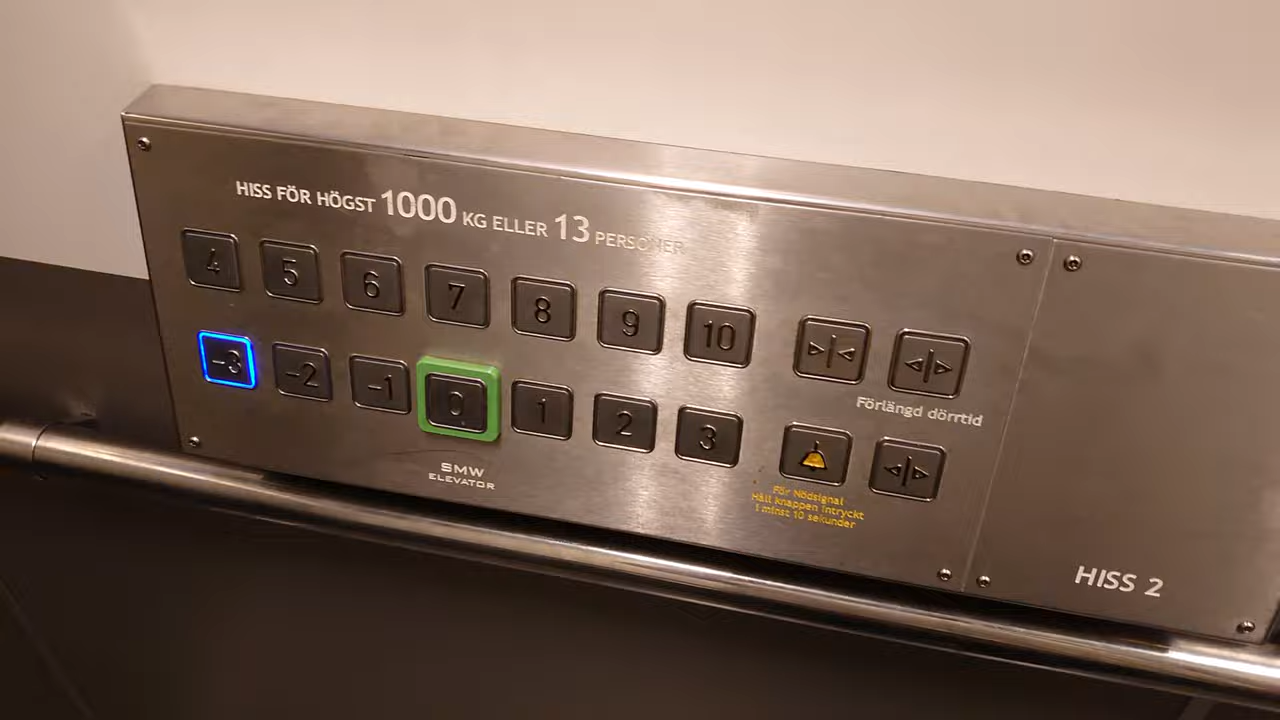 HISS FÖR HÖGST 1000 KG ELLER 13 PERSONER
4 5 6 7 8 9 10
-3 -2 -1 0 1 2 3
Förlängd dörrtid
SMW
ELEVATOR
För Nödsignal
Håll knappen intryckt
i minst 10 sekunder
HISS 2